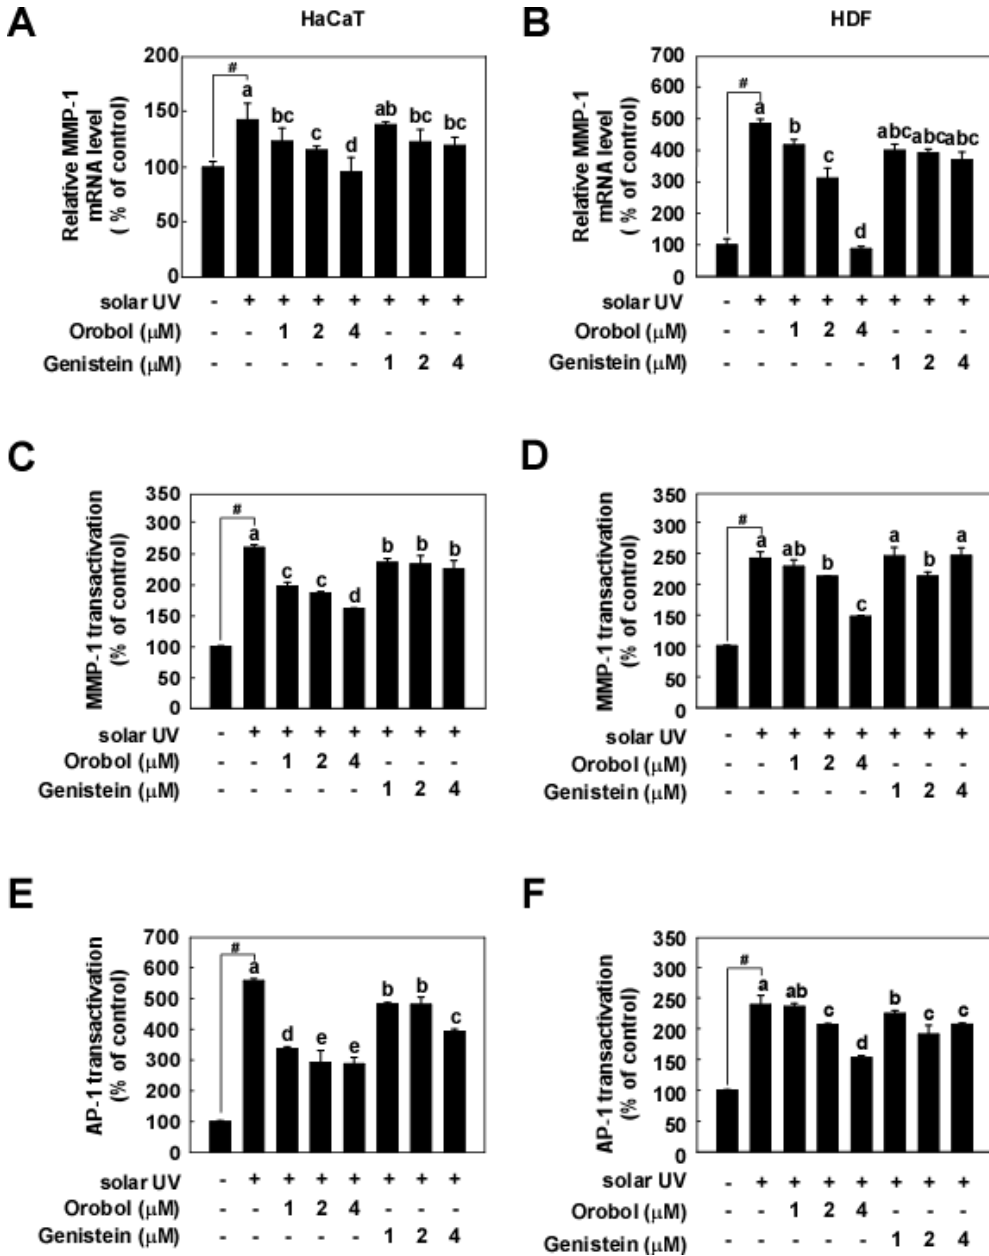 A HaCaT
200
150
100
50
0
Relative MMP-1
mRNA level
( % of control)
#
a bc c d ab bc bc
solar UV - + + + + + + +
Orobol (μM) - - 1 2 4 - - -
Genistein (μM) - - - - - 1 2 4
B HDF
700
600
500
400
300
200
100
0
Relative MMP-1
mRNA level
( % of control)
#
a b c d abc abc abc
solar UV - + + + + + + +
Orobol (μM) - - 1 2 4 - - -
Genistein (μM) - - - - - 1 2 4
C
350
300
250
200
150
100
50
0
MMP-1 transactivation
(% of control)
#
a c c d b b b
solar UV - + + + + + + +
Orobol (μM) - - 1 2 4 - - -
Genistein (μM) - - - - - 1 2 4
D
350
300
250
200
150
100
50
0
MMP-1 transactivation
(% of control)
#
a ab b c a b a
solar UV - + + + + + + +
Orobol (μM) - - 1 2 4 - - -
Genistein (μM) - - - - - 1 2 4
E
700
600
500
400
300
200
100
0
AP-1 transactivation
(% of control)
#
a d e e b b c
solar UV - + + + + + + +
Orobol (μM) - - 1 2 4 - - -
Genistein (μM) - - - - - 1 2 4
F
350
300
250
200
150
100
50
0
AP-1 transactivation
(% of control)
#
a ab c d b c c
solar UV - + + + + + + +
Orobol (μM) - - 1 2 4 - - -
Genistein (μM) - - - - - 1 2 4